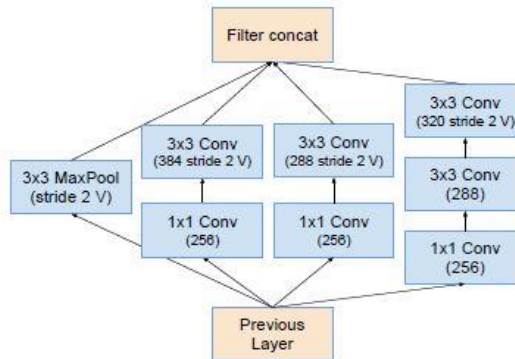 Filter concat
3x3 Conv
(320 stride 2 V)
3x3 Conv
(384 stride 2 V)
3x3 Conv
(288 stride 2 V)
3x3 MaxPool
(stride 2 V)
3x3 Conv
(288)
1x1 Conv
(256)
1x1 Conv
(256)
1x1 Conv
(256)
Previous
Layer